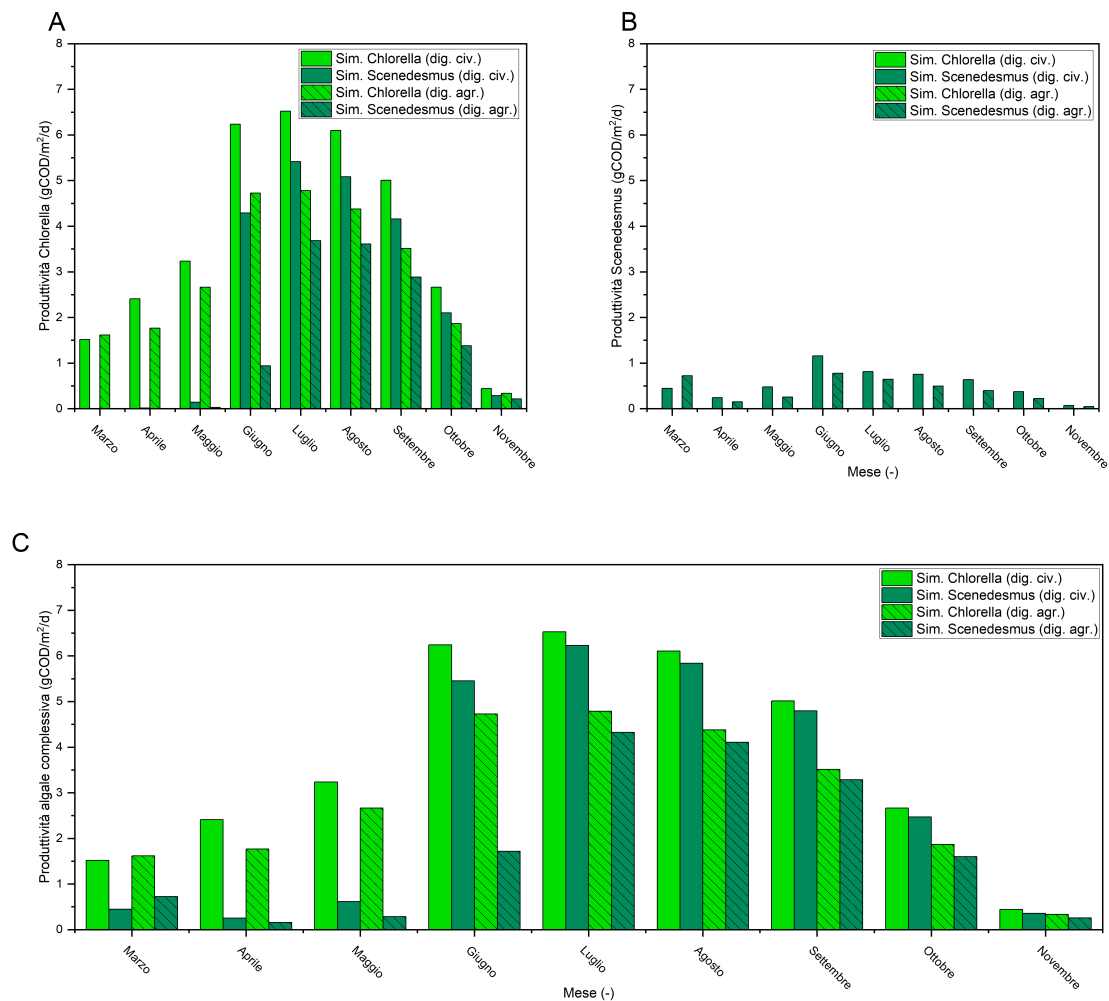 A
Produttività Chlorella (gCOD/m²/d)
8
7
6
5
4
3
2
1
0
Sim. Chlorella (dig. civ.)
Sim. Scenedesmus (dig. civ.)
Sim. Chlorella (dig. agr.)
Sim. Scenedesmus (dig. agr.)
Marzo
Aprile
Maggio
Giugno
Luglio
Agosto
Settembre
Ottobre
Novembre
B
Produttività Scenedesmus (gCOD/m²/d)
8
7
6
5
4
3
2
1
0
Sim. Chlorella (dig. civ.)
Sim. Scenedesmus (dig. civ.)
Sim. Chlorella (dig. agr.)
Sim. Scenedesmus (dig. agr.)
Marzo
Aprile
Maggio
Giugno
Luglio
Agosto
Settembre
Ottobre
Novembre
Mese (-)
C
Produttività algale complessiva (gCOD/m²/d)
8
7
6
5
4
3
2
1
0
Sim. Chlorella (dig. civ.)
Sim. Scenedesmus (dig. civ.)
Sim. Chlorella (dig. agr.)
Sim. Scenedesmus (dig. agr.)
Marzo
Aprile
Maggio
Giugno
Luglio
Agosto
Settembre
Ottobre
Novembre
Mese (-)